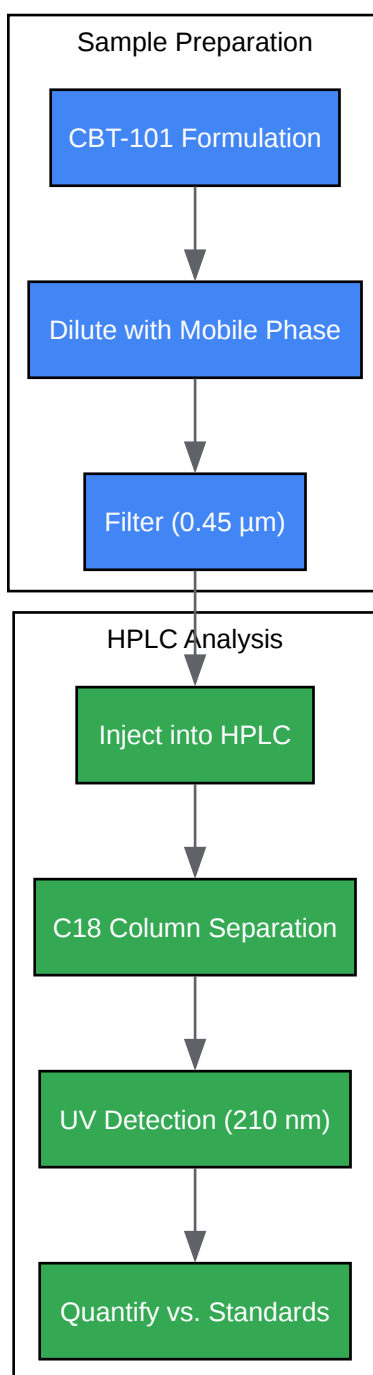 Sample Preparation
CBT-101 Formulation
Dilute with Mobile Phase
Filter (0.45 µm)
HPLC Analysis
Inject into HPLC
C18 Column Separation
UV Detection (210 nm)
Quantify vs. Standards